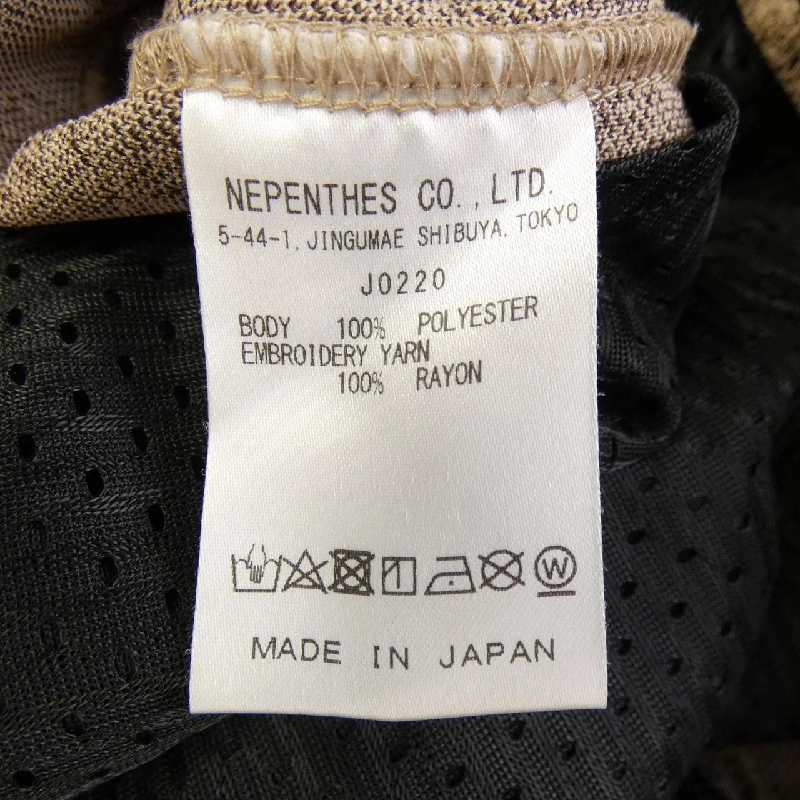 NEPENTHES CO.,LTD.
5-44-1, JINGUMAE SHIBUYA, TOKYO
J0220
BODY 100% POLYESTER
EMBROIDERY YARN
100% RAYON
W
MADE IN JAPAN